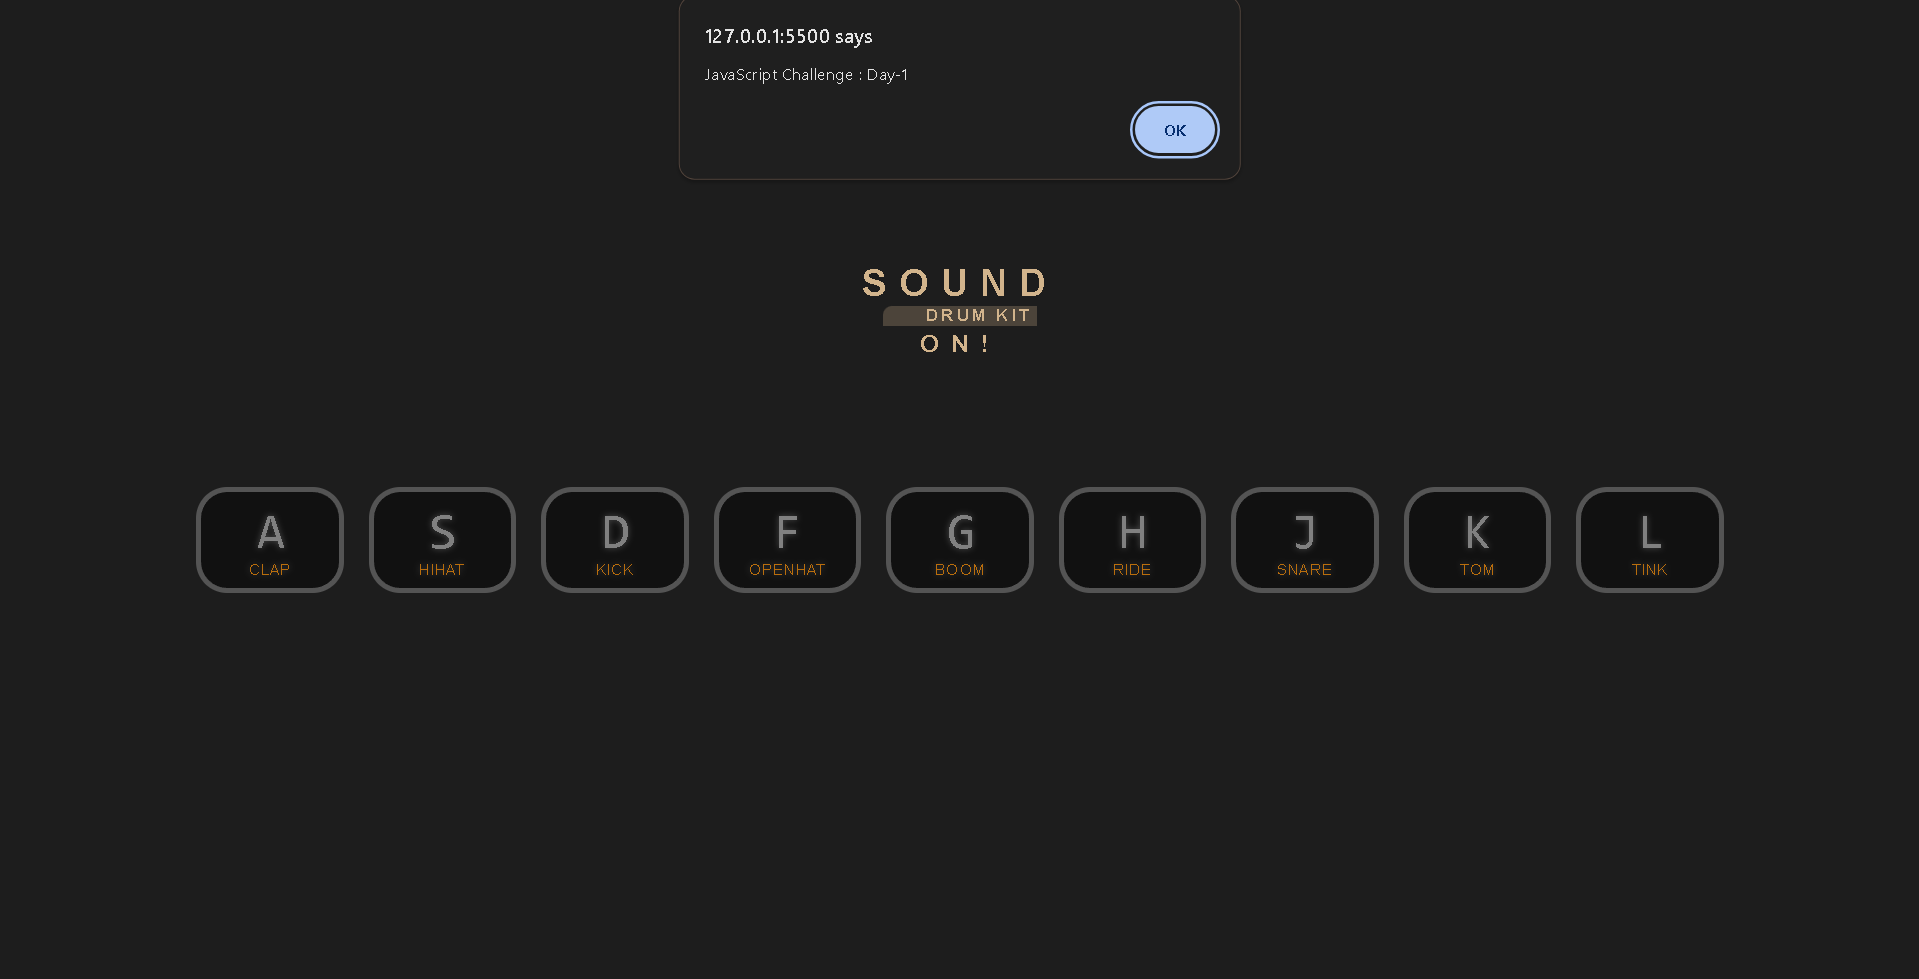 127.0.0.1:5500 says
JavaScript Challenge : Day-1
OK
SOUND
DRUM KIT
ON!
A S D F G H J K L
CLAP HIHAT KICK OPENHAT BOOM RIDE SNARE TOM TINK